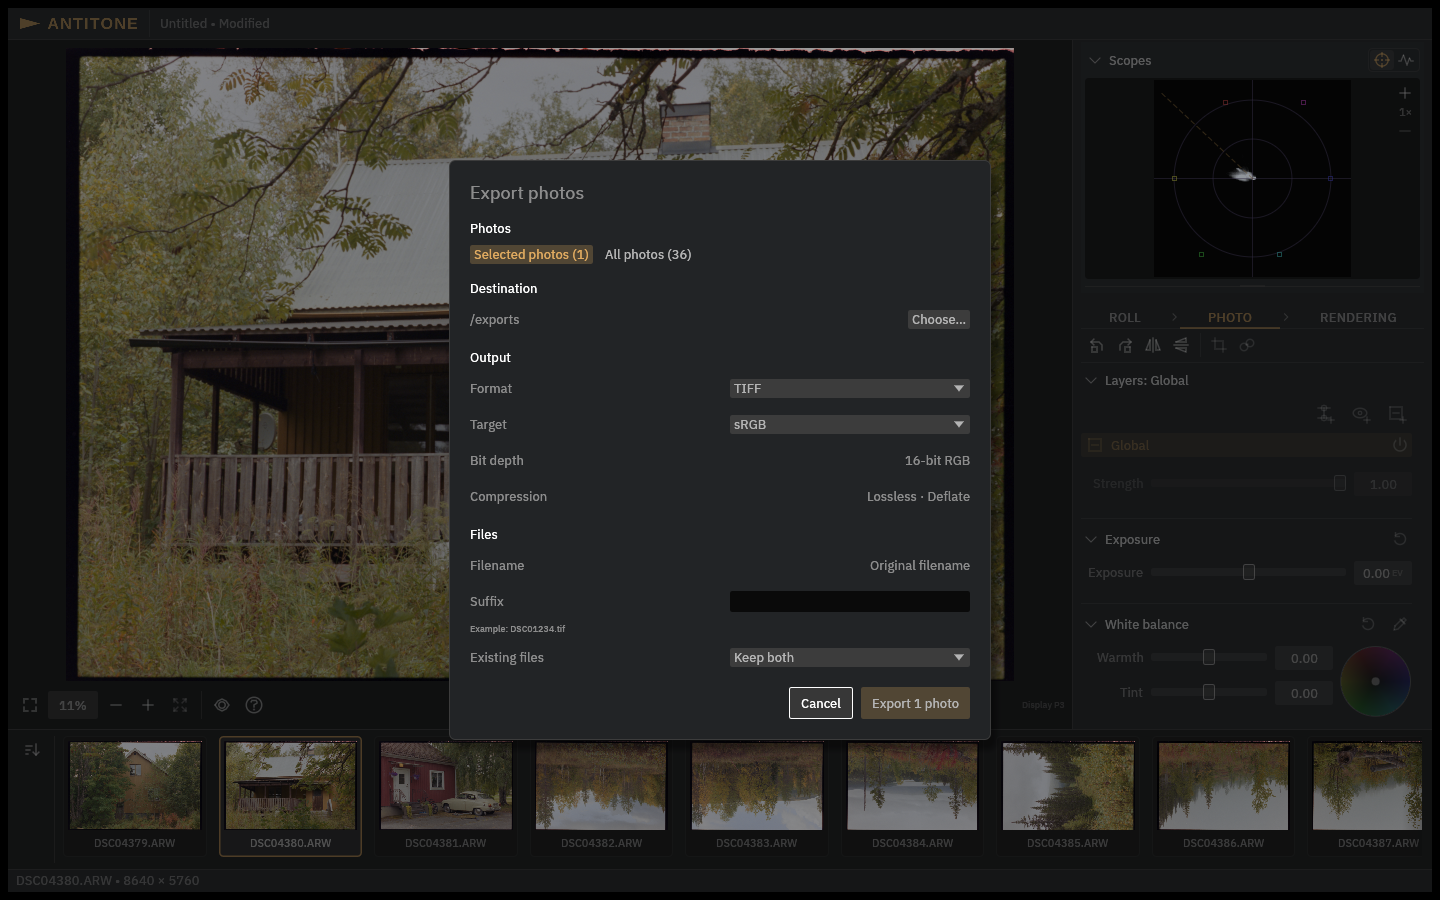 ANTITONE
Untitled • Modified
Scopes
1×
Export photos
Photos
Selected photos (1) All photos (36)
Destination
/exports
Choose...
Output
Format
TIFF
Target
sRGB
Bit depth
16-bit RGB
Compression
Lossless · Deflate
Files
Filename
Original filename
Suffix
Example: DSC01234.tif
Existing files
Keep both
Cancel
Export 1 photo
ROLL
PHOTO
RENDERING
Layers: Global
Global
Strength
1.00
Exposure
Exposure
0.00 EV
White balance
Warmth
0.00
Tint
0.00
11%
Display P3
DSC04379.ARW
DSC04380.ARW
DSC04381.ARW
DSC04382.ARW
DSC04383.ARW
DSC04384.ARW
DSC04385.ARW
DSC04386.ARW
DSC04387.ARW
DSC04380.ARW • 8640 × 5760